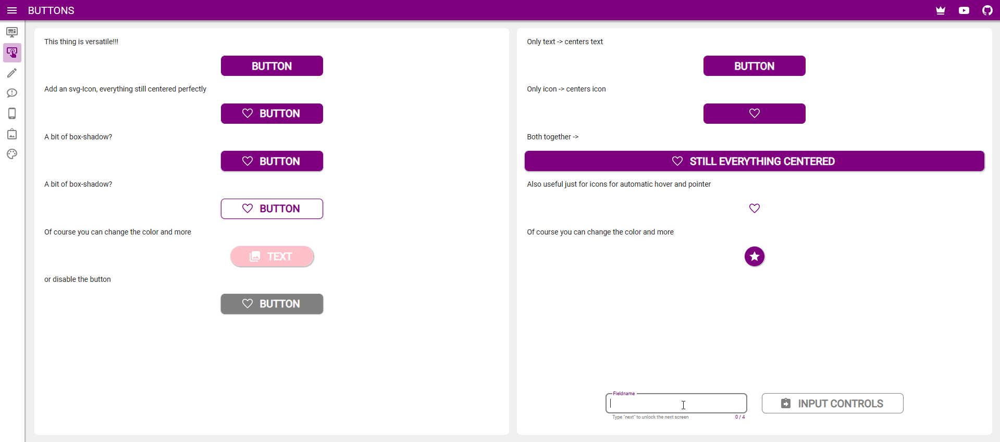 BUTTONS
This thing is versatile!!!
BUTTON
Add an svg-Icon, everything still centered perfectly
BUTTON
A bit of box-shadow?
BUTTON
A bit of box-shadow?
BUTTON
Of course you can change the color and more
TEXT
or disable the button
BUTTON
Only text -> centers text
BUTTON
Only icon -> centers icon
Both together ->
STILL EVERYTHING CENTERED
Also useful just for icons for automatic hover and pointer
Of course you can change the color and more
Fieldname
Type "next" to unlock the next screen
0 / 4
INPUT CONTROLS